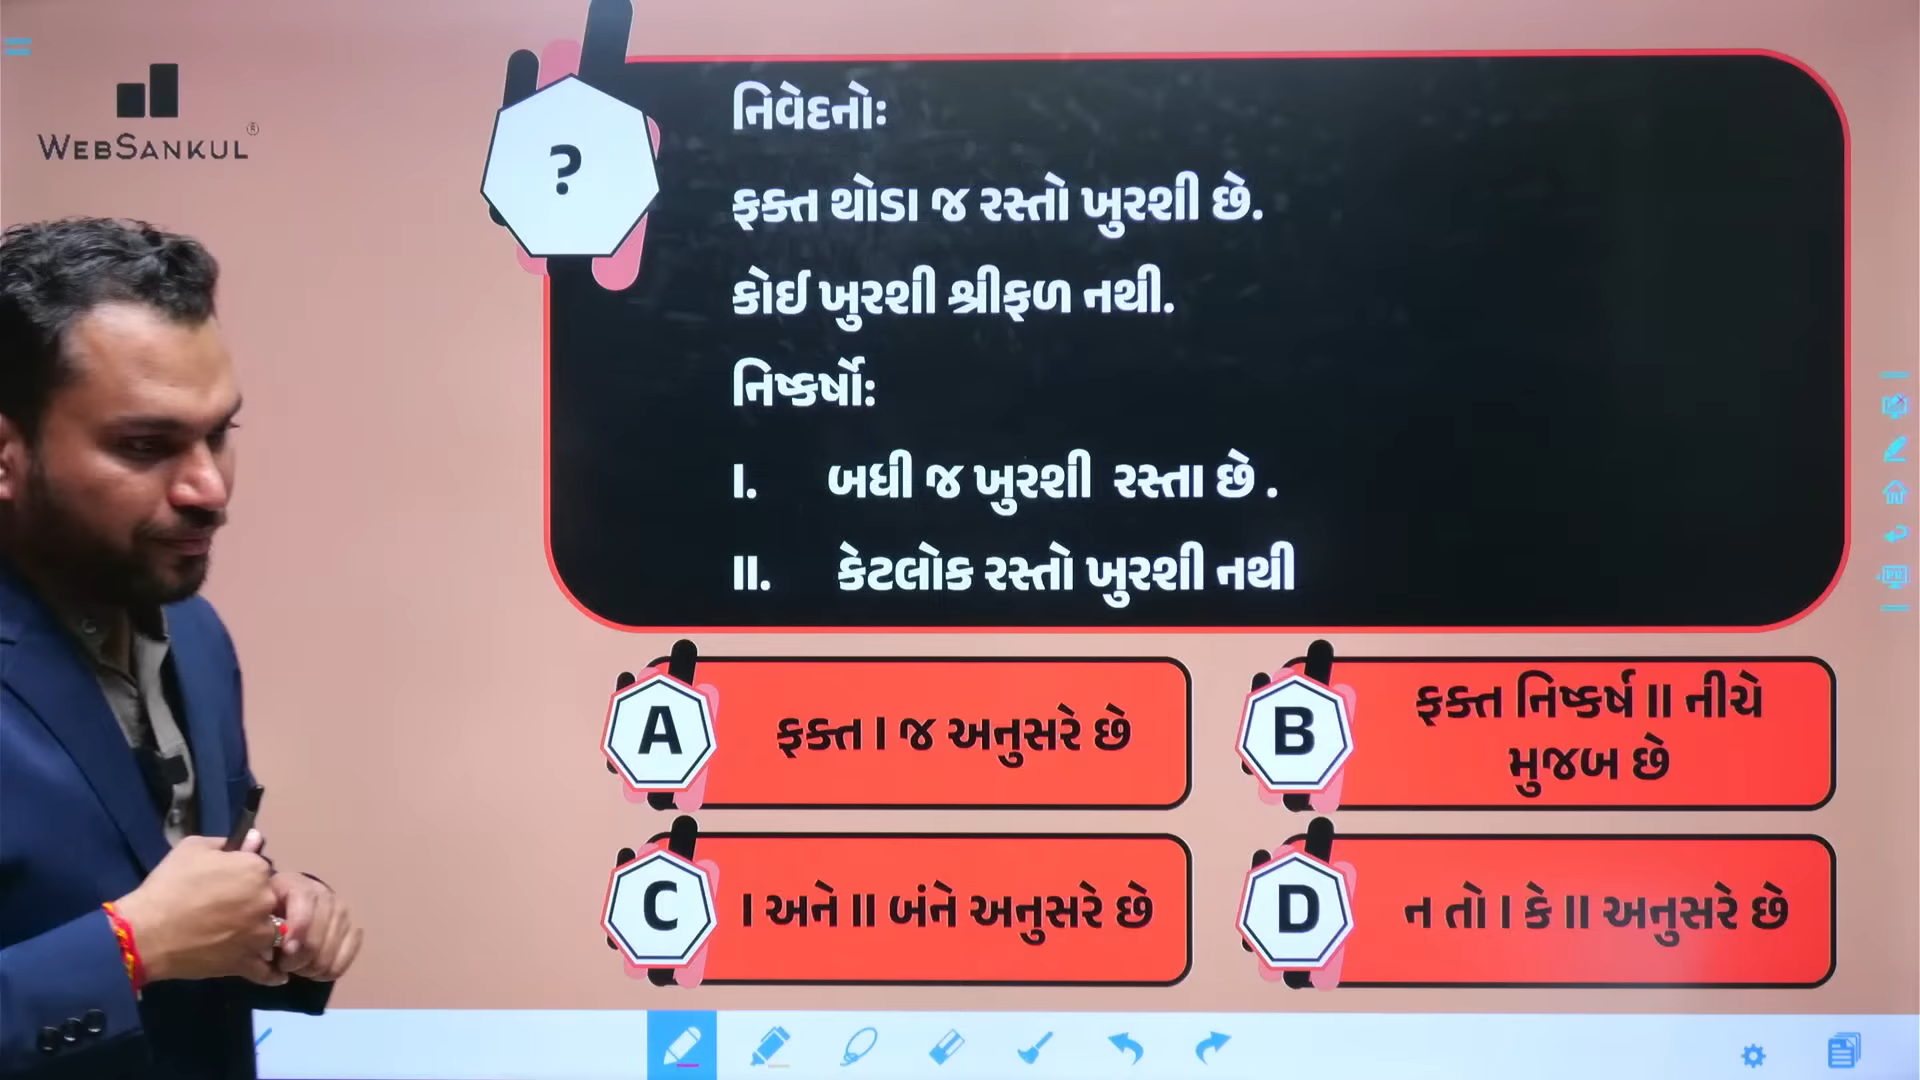 WEBSANKUL®
?
નિવેદનો:
ફક્ત થોડા જ રસ્તો ખુરશી છે.
કોઈ ખુરશી શ્રીફળ નથી.
નિષ્કર્ષો:
I. બધી જ ખુરશી રસ્તા છે .
II. કેટલોક રસ્તો ખુરશી નથી
A ફક્ત I જ અનુસરે છે
B ફક્ત નિષ્કર્ષ II નીચે
મુજબ છે
C I અને II બંને અનુસરે છે
D ન તો I કે II અનુસરે છે